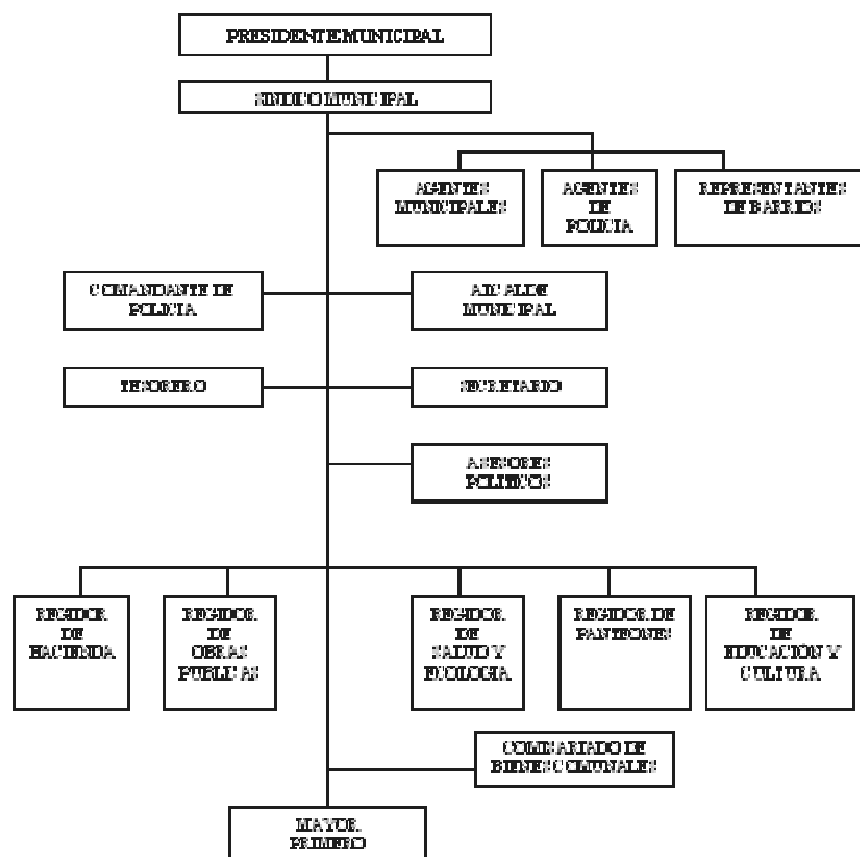 PRESIDENTE MUNICIPAL
SINDICO MUNICIPAL
AGENTES
MUNICIPALES
AGENTES
DE
POLICIA
REPRESENTANTES
DE BARRIOS
COMANDANTE DE
POLICIA
ALCALDE
MUNICIPAL
TESORERO
SECRETARIO
ASESORES
POLITICOS
REGIDOR
DE
HACIENDA
REGIDOR
DE
OBRAS
PUBLICAS
REGIDOR
DE
SALUD Y
ECOLOGIA
REGIDOR DE
PANTEONES
REGIDOR
DE
EDUCACIÓN Y
CULTURA
COMISARIADO DE
BIENES COMUNALES
MAYOR
PRIMERO